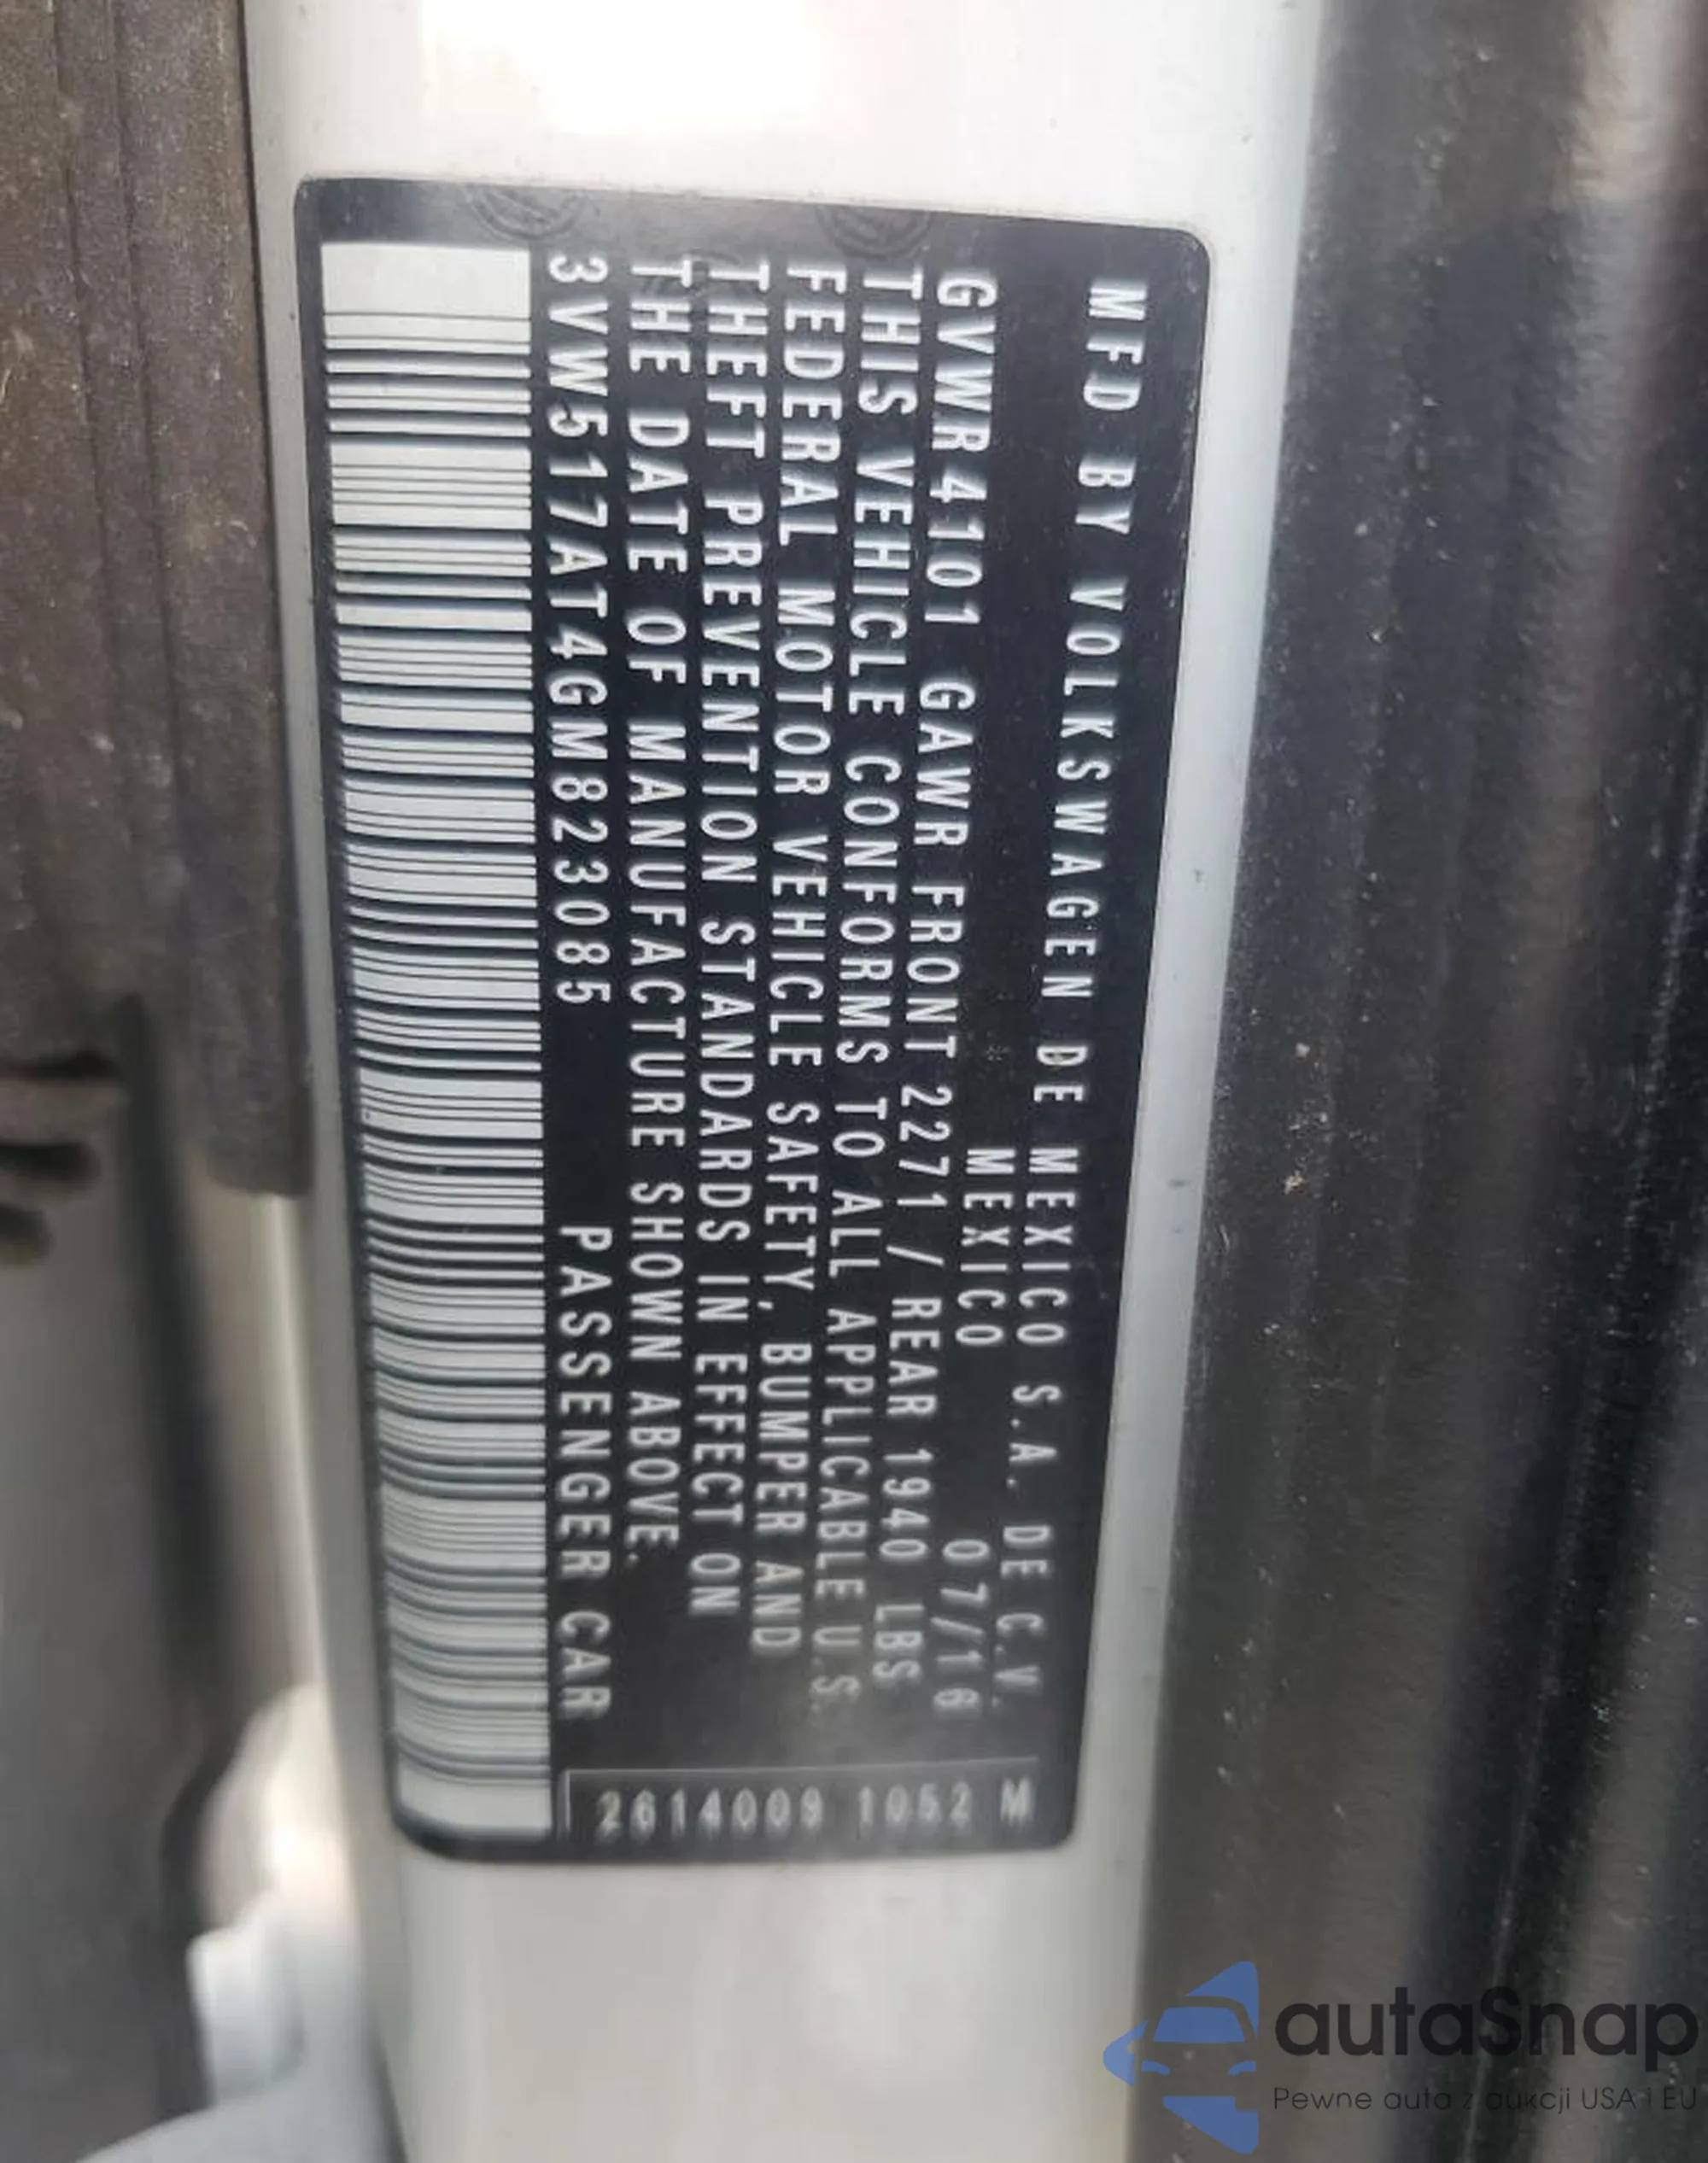 MFD BY VOLKSWAGEN DE MEXICO S.A. DE C.V.
MEXICO 07/16
GVWR 4101 GAWR FRONT 2271 / REAR 1940 LBS
THIS VEHICLE CONFORMS TO ALL APPLICABLE U.S.
FEDERAL MOTOR VEHICLE SAFETY, BUMPER AND
THEFT PREVENTION STANDARDS IN EFFECT ON
THE DATE OF MANUFACTURE SHOWN ABOVE.
3VW517AT4GM823085 PASSENGER CAR
2614009 1052 M
autaSnap
Pewne auta z aukcji USA i EU